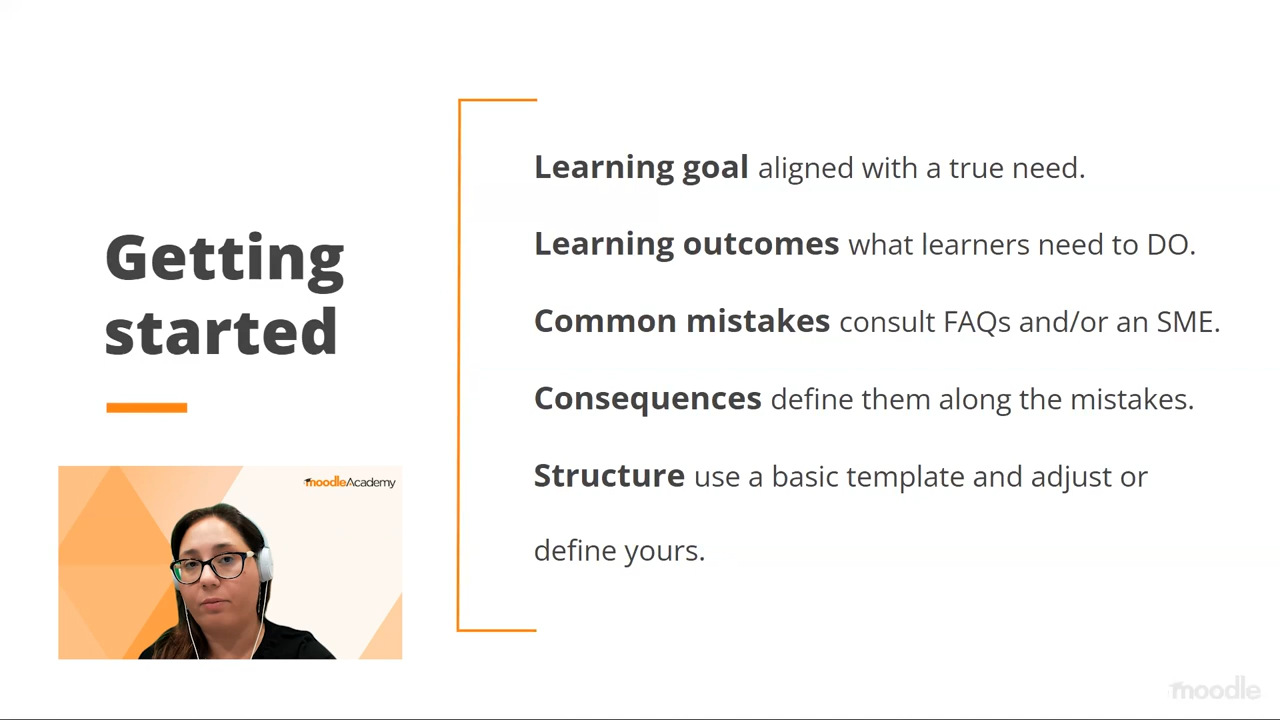 Getting
started
Learning goal aligned with a true need.
Learning outcomes what learners need to DO.
Common mistakes consult FAQs and/or an SME.
Consequences define them along the mistakes.
Structure use a basic template and adjust or
define yours.
moodleAcademy
moodle